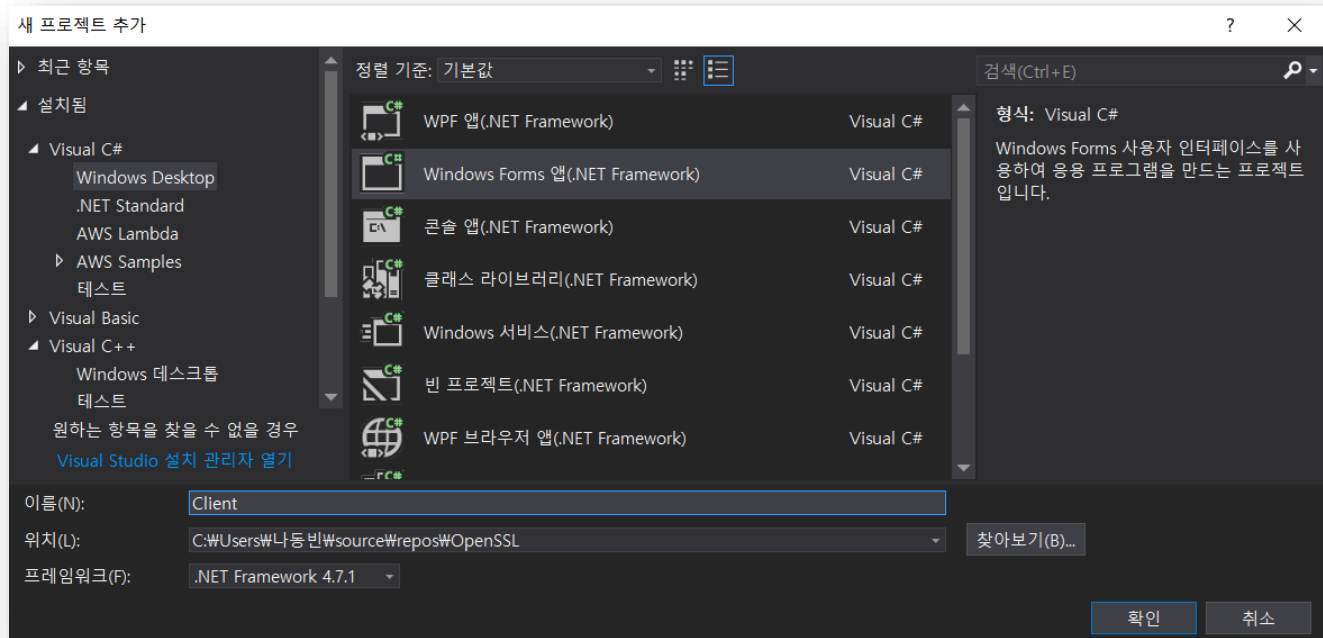 새 프로젝트 추가
?
최근 항목
설치됨
Visual C#
Windows Desktop
.NET Standard
AWS Lambda
AWS Samples
테스트
Visual Basic
Visual C++
Windows 데스크톱
테스트
원하는 항목을 찾을 수 없을 경우
Visual Studio 설치 관리자 열기
정렬 기준: 기본값
WPF 앱(.NET Framework) Visual C#
Windows Forms 앱(.NET Framework) Visual C#
콘솔 앱(.NET Framework) Visual C#
클래스 라이브러리(.NET Framework) Visual C#
Windows 서비스(.NET Framework) Visual C#
빈 프로젝트(.NET Framework) Visual C#
WPF 브라우저 앱(.NET Framework) Visual C#
검색(Ctrl+E)
형식: Visual C#
Windows Forms 사용자 인터페이스를 사
용하여 응용 프로그램을 만드는 프로젝트
입니다.
이름(N): Client
위치(L): C:₩Users₩나동빈₩source₩repos₩OpenSSL 찾아보기(B)...
프레임워크(F): .NET Framework 4.7.1
확인 취소